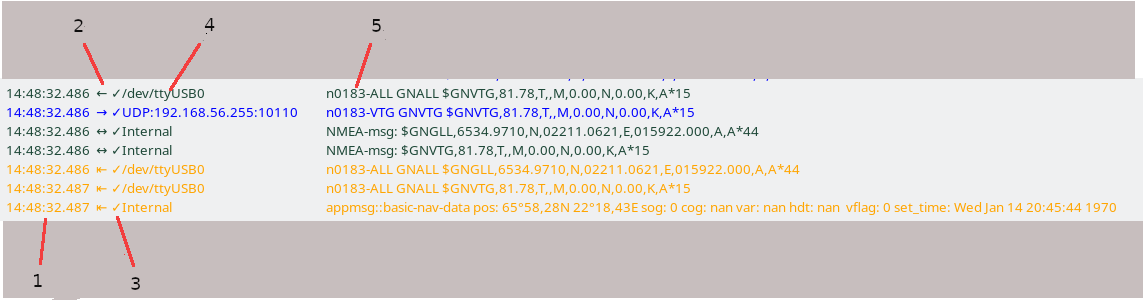 2 4 5
14:48:32.486 ← ✓/dev/ttyUSB0 n0183-ALL GNALL $GNVTG,81.78,T,,M,0.00,N,0.00,K,A*15
14:48:32.486 → ✓UDP:192.168.56.255:10110 n0183-VTG GNVTG $GNVTG,81.78,T,,M,0.00,N,0.00,K,A*15
14:48:32.486 ↔ ✓Internal NMEA-msg: $GNGLL,6534.9710,N,02211.0621,E,015922.000,A,A*44
14:48:32.486 ↔ ✓Internal NMEA-msg: $GNVTG,81.78,T,,M,0.00,N,0.00,K,A*15
14:48:32.486 ⇤ ✓/dev/ttyUSB0 n0183-ALL GNALL $GNGLL,6534.9710,N,02211.0621,E,015922.000,A,A*44
14:48:32.487 ⇤ ✓/dev/ttyUSB0 n0183-ALL GNALL $GNVTG,81.78,T,,M,0.00,N,0.00,K,A*15
14:48:32.487 ⇤ ✓Internal appmsg::basic-nav-data pos: 65°58,28N 22°18,43E sog: 0 cog: nan var: nan hdt: nan vflag: 0 set_time: Wed Jan 14 20:45:44 1970
1 3